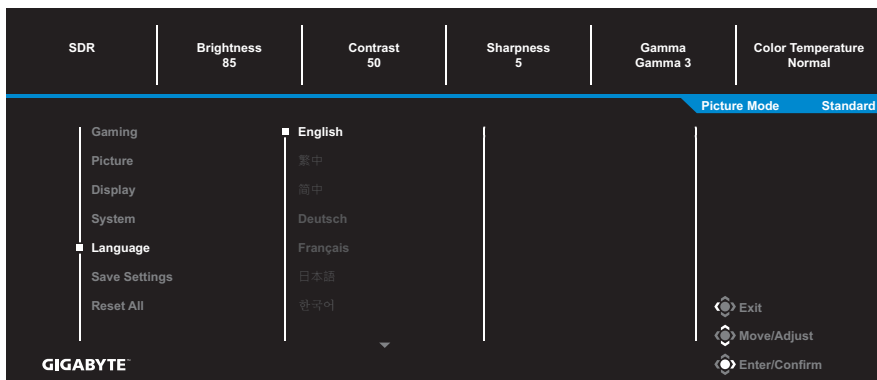 SDR
Brightness
85
Contrast
50
Sharpness
5
Gamma
Gamma 3
Color Temperature
Normal
Picture Mode Standard
Gaming
Picture
Display
System
Language
Save Settings
Reset All
English
繁中
简中
Deutsch
Français
日本語
한국어
Exit
Move/Adjust
Enter/Confirm
GIGABYTE™